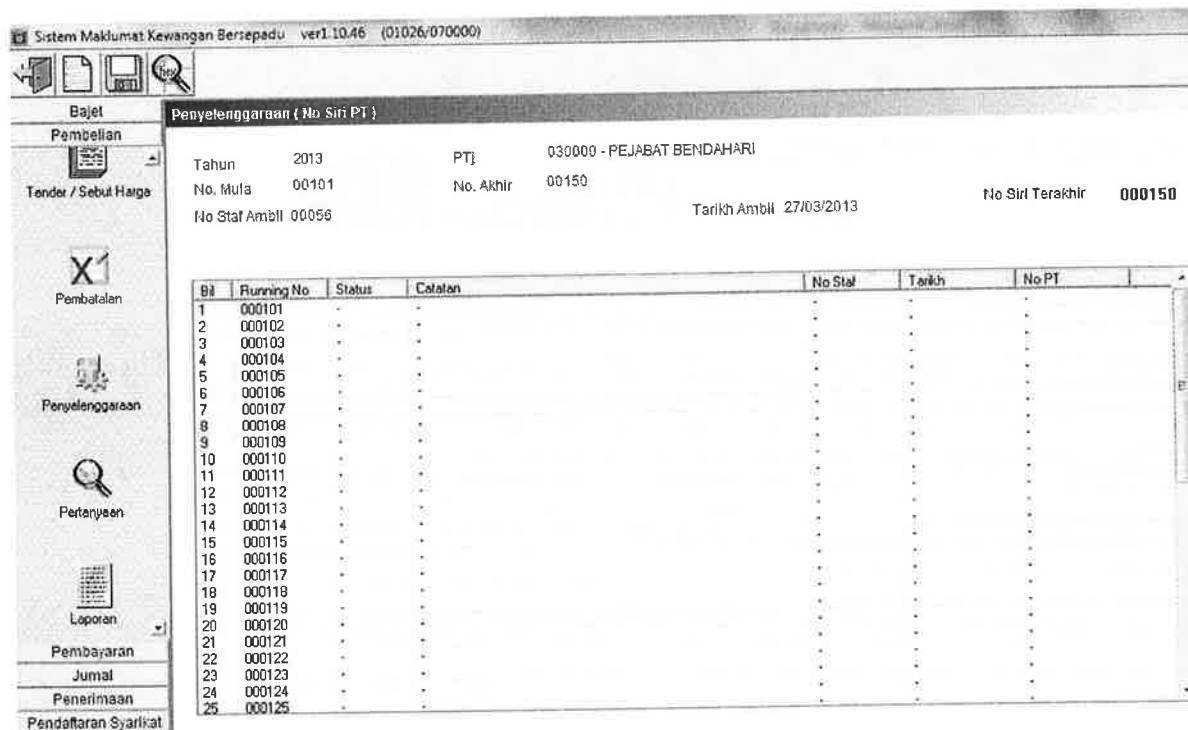 Sistem Maklumat Kewangan Bersepadu ver1.10.46 (01026/070000)
Bajet
Pembelian
Tender / Sebut Harga
Pembatalan
Penyelenggaraan
Pertanyaan
Laporan
Pembayaran
Jurnal
Penerimaan
Pendaftaran Syarikat
Penyelenggaraan ( No Siri PT )
Tahun 2013 PTj 030000 - PEJABAT BENDAHARI
No. Mula 00101 No. Akhir 00150
No Siri Terakhir 000150
No Staf Ambil 00056 Tarikh Ambil 27/03/2013
Bil Running No Status Catatan No Staf Tarikh No PT
1 000101 - - - - -
2 000102 - - - - -
3 000103 - - - - -
4 000104 - - - - -
5 000105 - - - - -
6 000106 - - - - -
7 000107 - - - - -
8 000108 - - - - -
9 000109 - - - - -
10 000110 - - - - -
11 000111 - - - - -
12 000112 - - - - -
13 000113 - - - - -
14 000114 - - - - -
15 000115 - - - - -
16 000116 - - - - -
17 000117 - - - - -
18 000118 - - - - -
19 000119 - - - - -
20 000120 - - - - -
21 000121 - - - - -
22 000122 - - - - -
23 000123 - - - - -
24 000124 - - - - -
25 000125 - - - - -